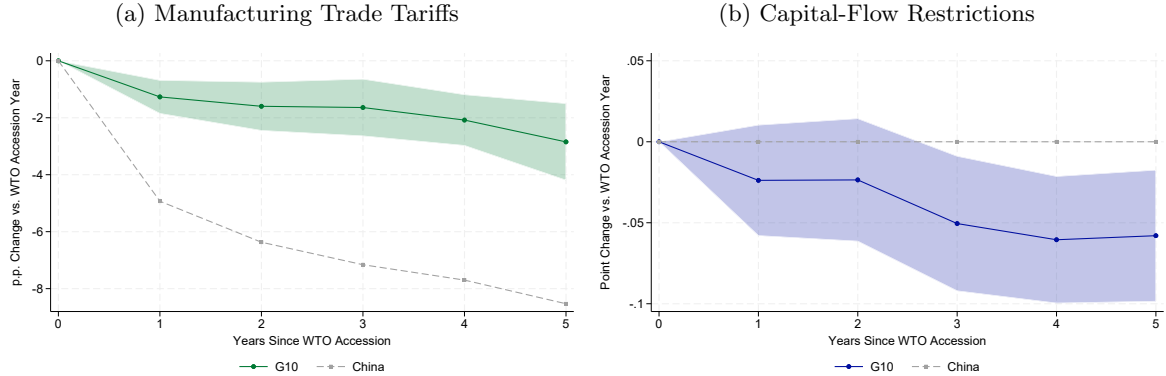 (a) Manufacturing Trade Tariffs
p.p. Change vs. WTO Accession Year
0
-2
-4
-6
-8
0 1 2 3 4 5
Years Since WTO Accession
G10 China
(b) Capital-Flow Restrictions
Point Change vs. WTO Accession Year
.05
0
-.05
-.1
0 1 2 3 4 5
Years Since WTO Accession
G10 China